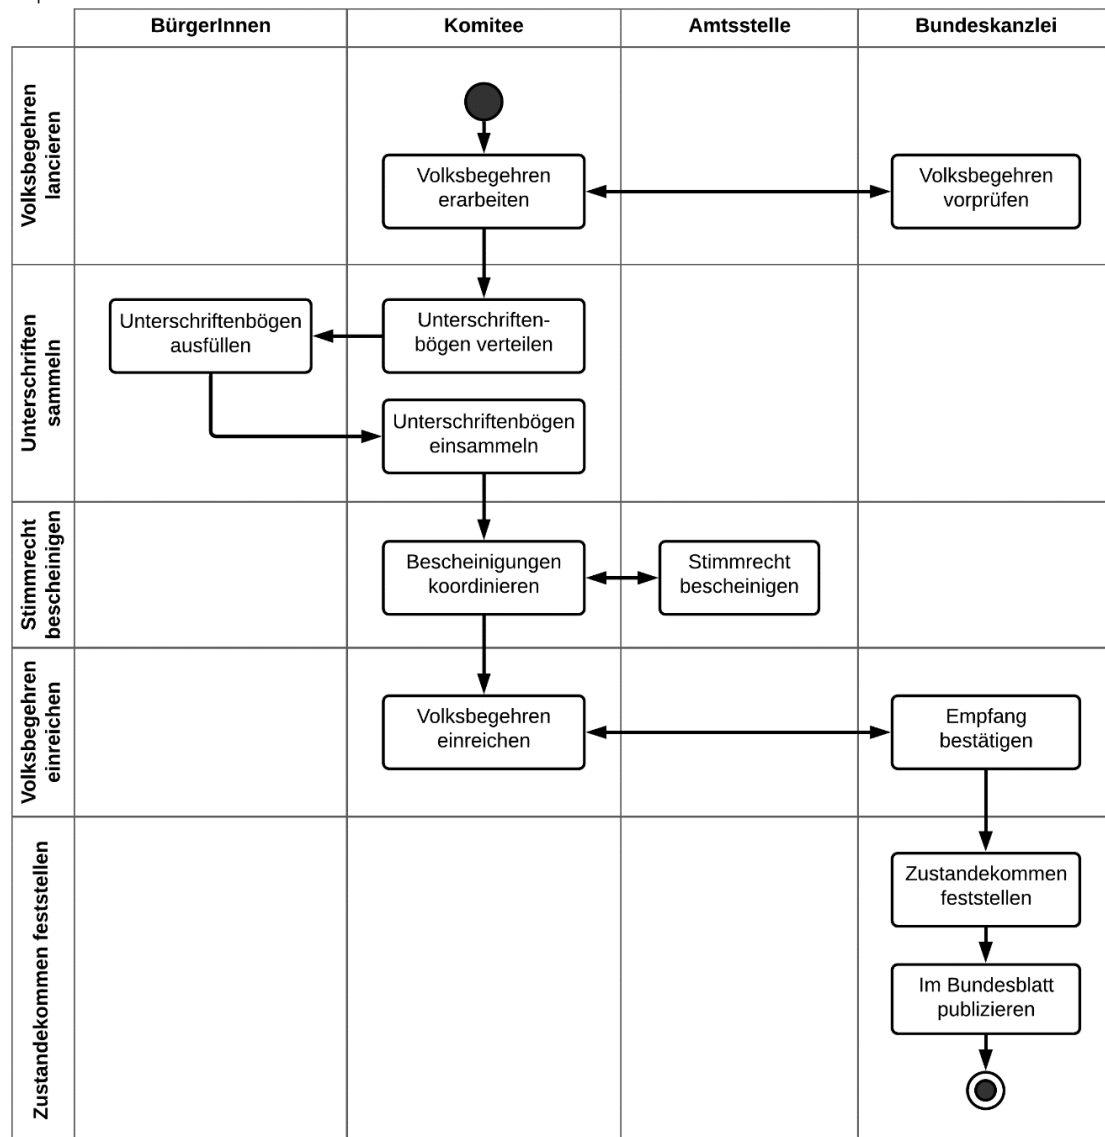 BürgerInnen
Komitee
Amtsstelle
Bundeskanzlei
Volksbegehren
lancieren
Volksbegehren
erarbeiten
Volksbegehren
vorprüfen
Unterschriften
sammeln
Unterschriftenbögen
ausfüllen
Unterschriften-
bögen verteilen
Unterschriftenbögen
einsammeln
Stimmrecht
bescheinigen
Bescheinigungen
koordinieren
Stimmrecht
bescheinigen
Volksbegehren
einreichen
Volksbegehren
einreichen
Empfang
bestätigen
Zustandekommen feststellen
Zustandekommen
feststellen
Im Bundesblatt
publizieren